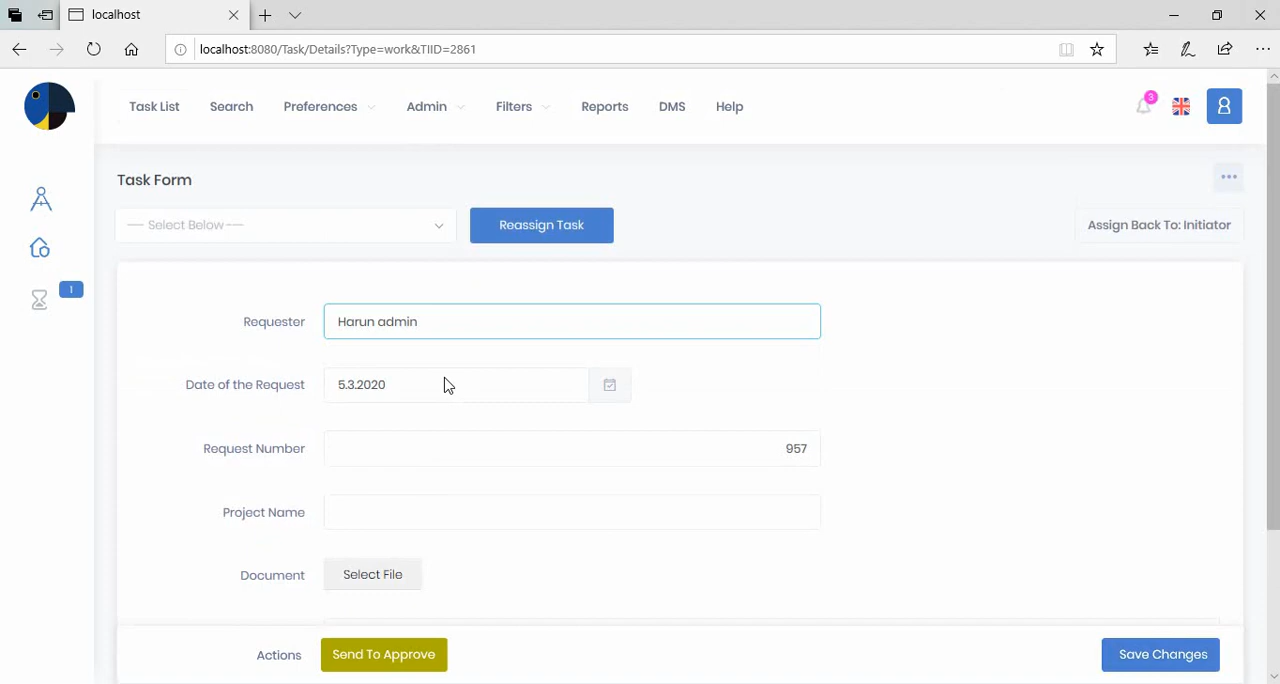 localhost
localhost:8080/Task/Details?Type=work&TIID=2861
Task List Search Preferences Admin Filters Reports DMS Help
3
Task Form
--- Select Below ---
Reassign Task
Assign Back To: Initiator
1
Requester
Harun admin
Date of the Request
5.3.2020
Request Number
957
Project Name
Document
Select File
Actions
Send To Approve
Save Changes